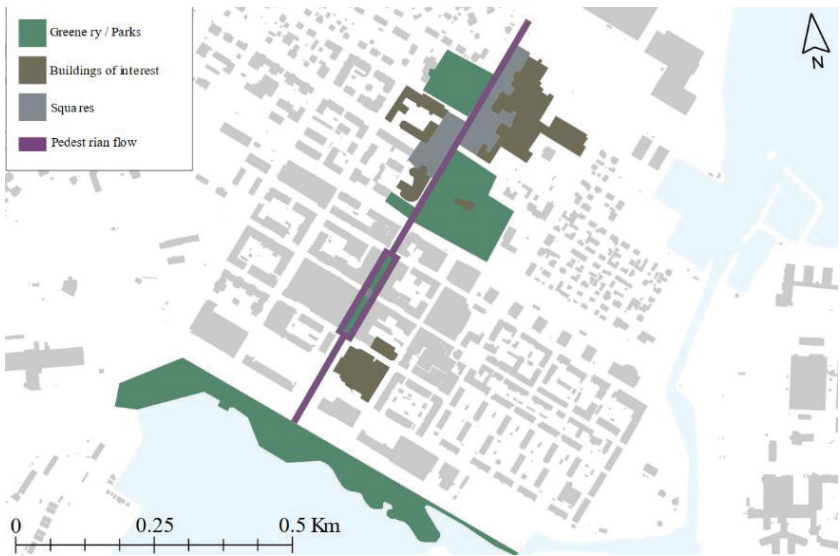 Greene ry / Parks
Buildings of interest
Squa res
Pedest rian flow
N
0 0.25 0.5 Km